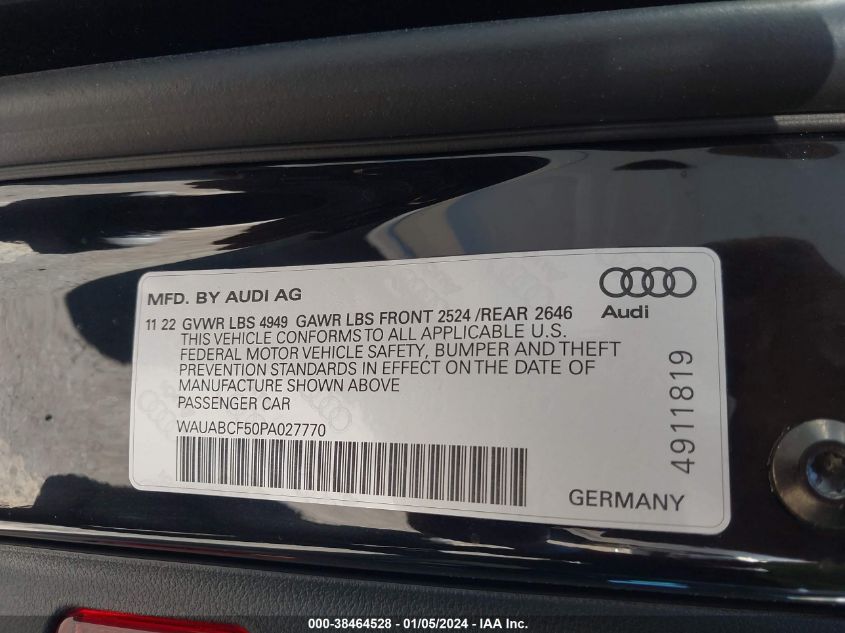 MFD. BY AUDI AG
11 22 GVWR LBS 4949 GAWR LBS FRONT 2524 /REAR 2646
THIS VEHICLE CONFORMS TO ALL APPLICABLE U.S.
FEDERAL MOTOR VEHICLE SAFETY, BUMPER AND THEFT
PREVENTION STANDARDS IN EFFECT ON THE DATE OF
MANUFACTURE SHOWN ABOVE
PASSENGER CAR
WAUABCF50PA027770
Audi
4911819
GERMANY
000-38464528 - 01/05/2024 - IAA Inc.